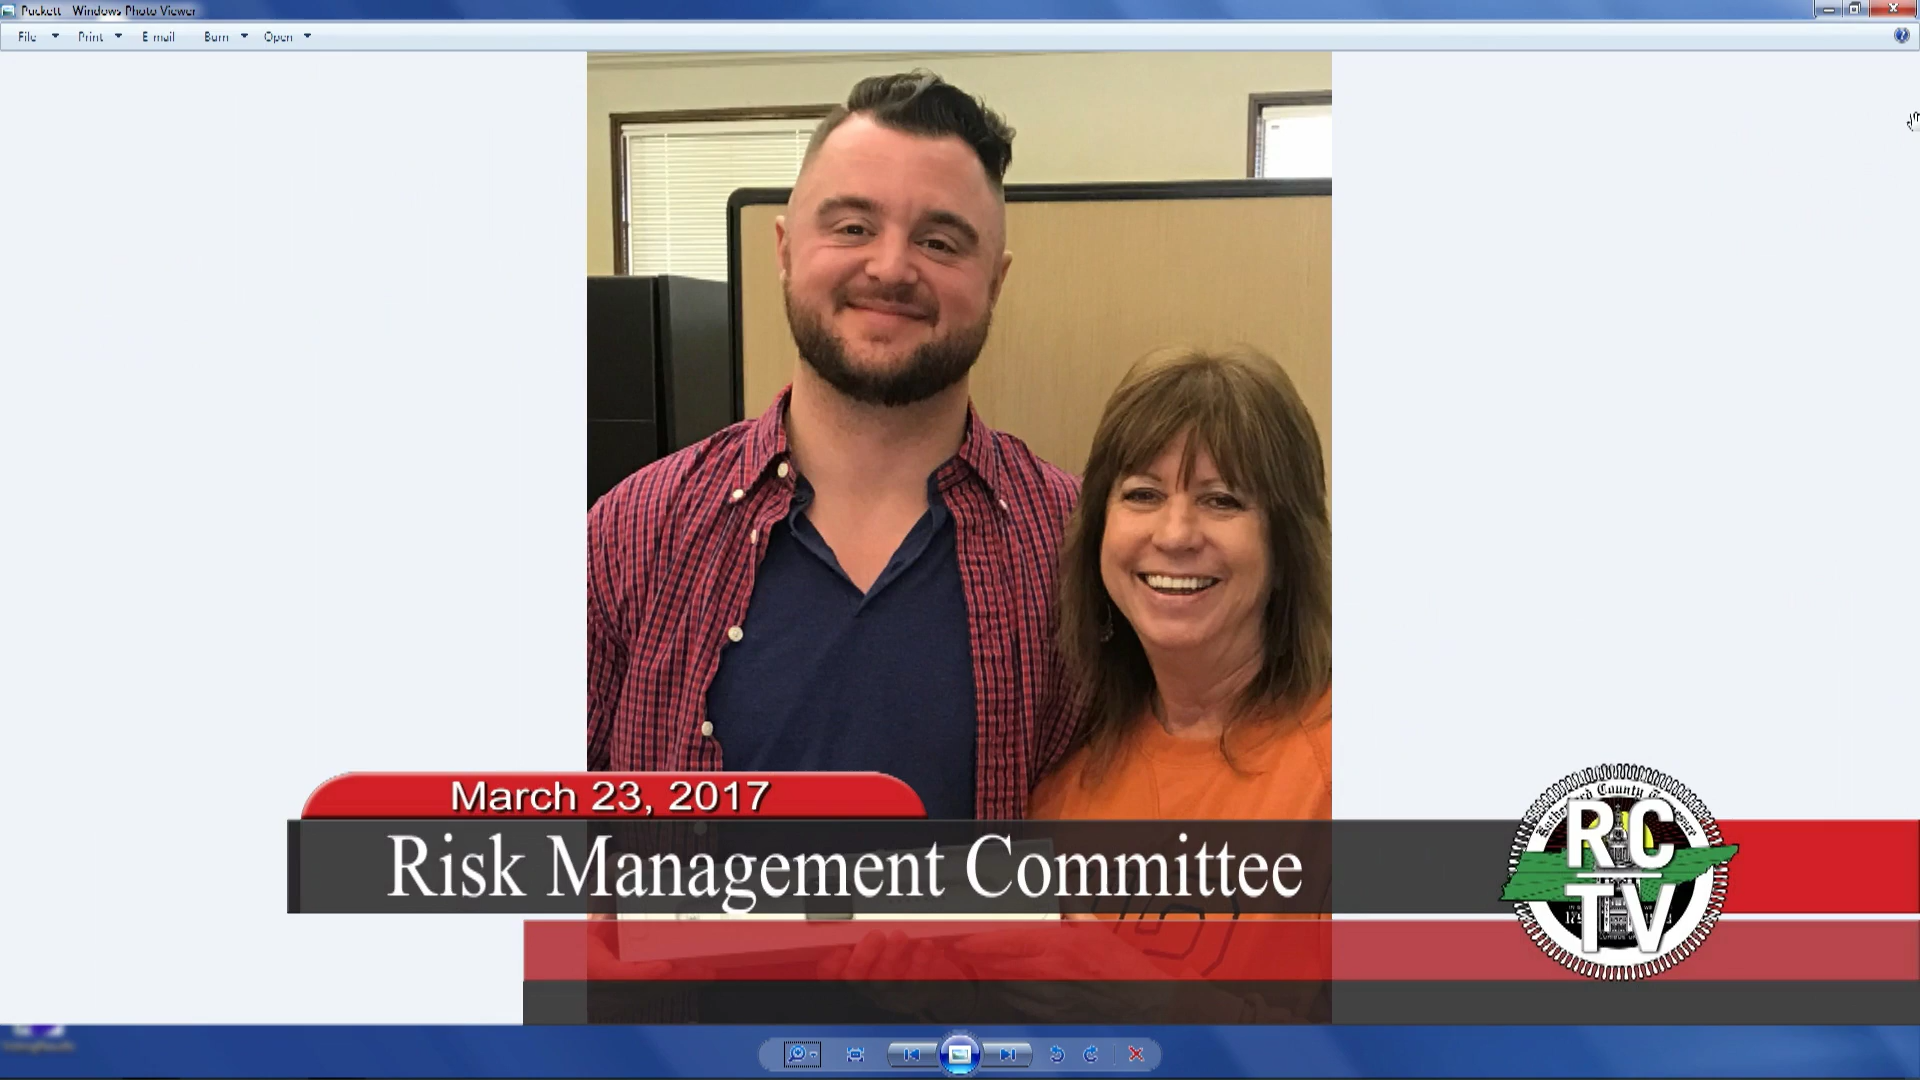 Puckett - Windows Photo Viewer
File Print E-mail Burn Open
March 23, 2017
Risk Management Committee
RC
TV